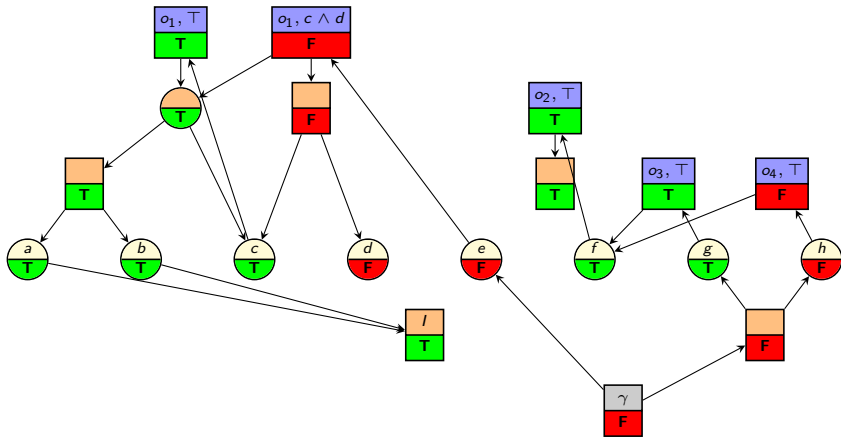 o₁, ⊤
T
o₁, c ∧ d
F
T
F
o₂, ⊤
T
T
T
o₃, ⊤
T
o₄, ⊤
F
a
T
b
T
c
T
d
F
e
F
f
T
g
T
h
F
I
T
F
γ
F